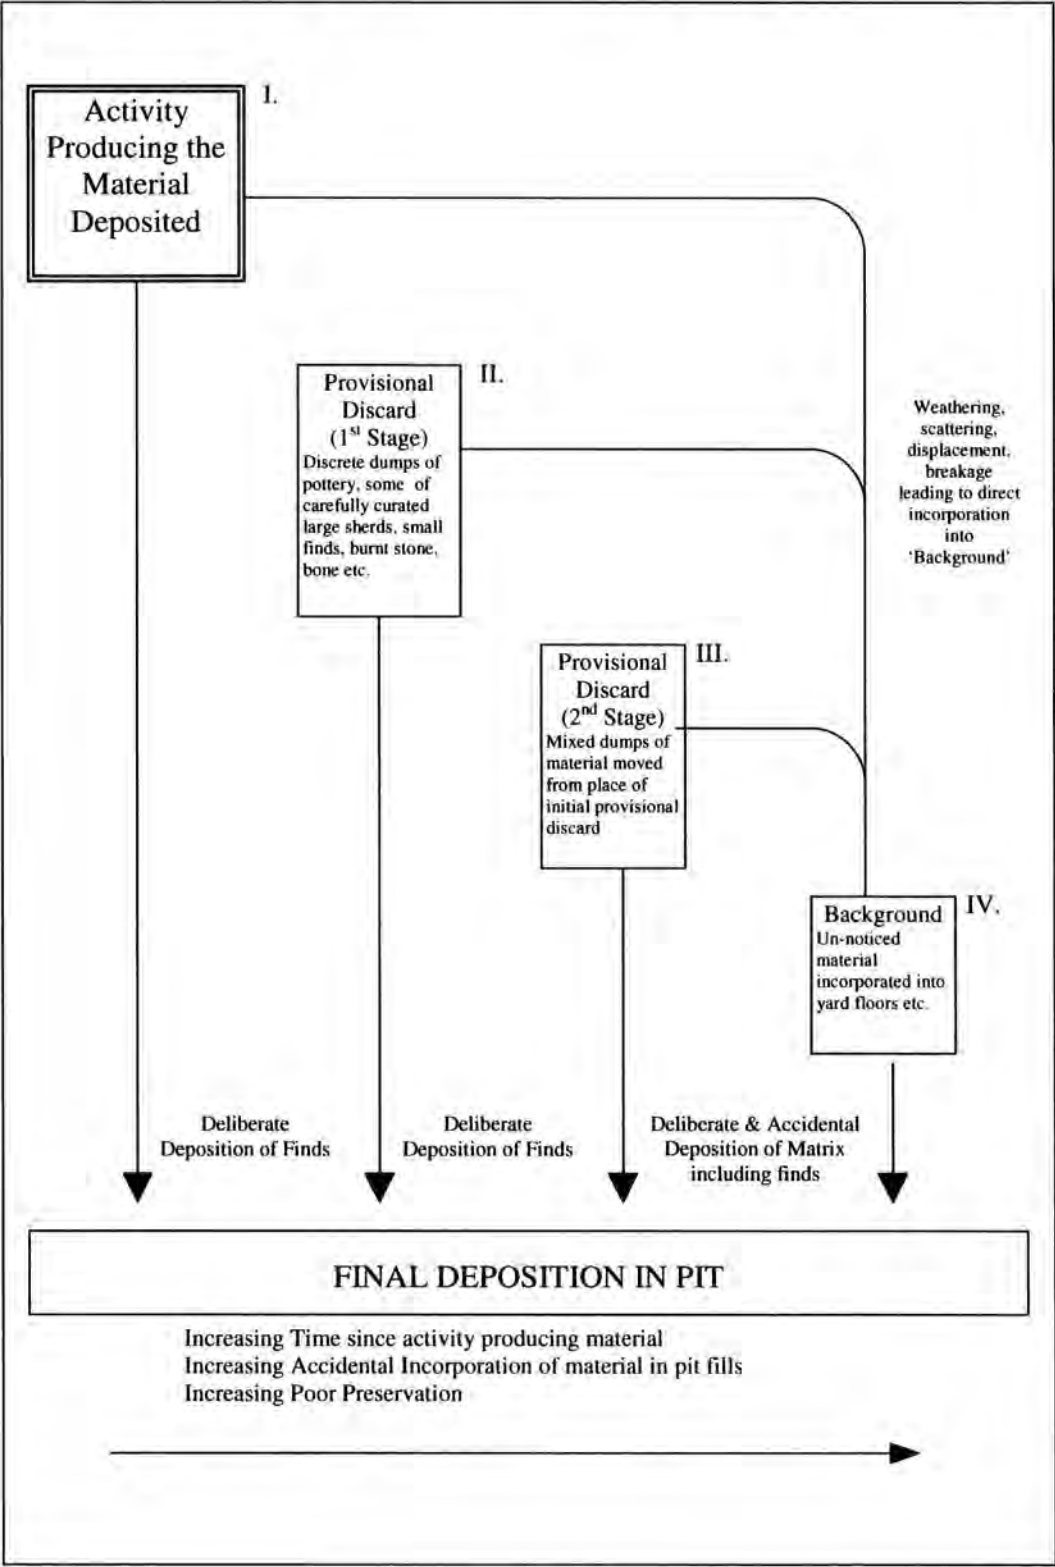 I.
Activity
Producing the
Material
Deposited
II.
Provisional
Discard
(1st Stage)
Discrete dumps of
pottery, some of
carefully curated
large sherds, small
finds, burnt stone,
bone etc.
Weathering,
scattering,
displacement,
breakage
leading to direct
incorporation
into
'Background'
III.
Provisional
Discard
(2nd Stage)
Mixed dumps of
material moved
from place of
initial provisional
discard
IV.
Background
Un-noticed
material
incorporated into
yard floors etc.
Deliberate
Deposition of Finds
Deliberate
Deposition of Finds
Deliberate & Accidental
Deposition of Matrix
including finds
FINAL DEPOSITION IN PIT
Increasing Time since activity producing material
Increasing Accidental Incorporation of material in pit fills
Increasing Poor Preservation